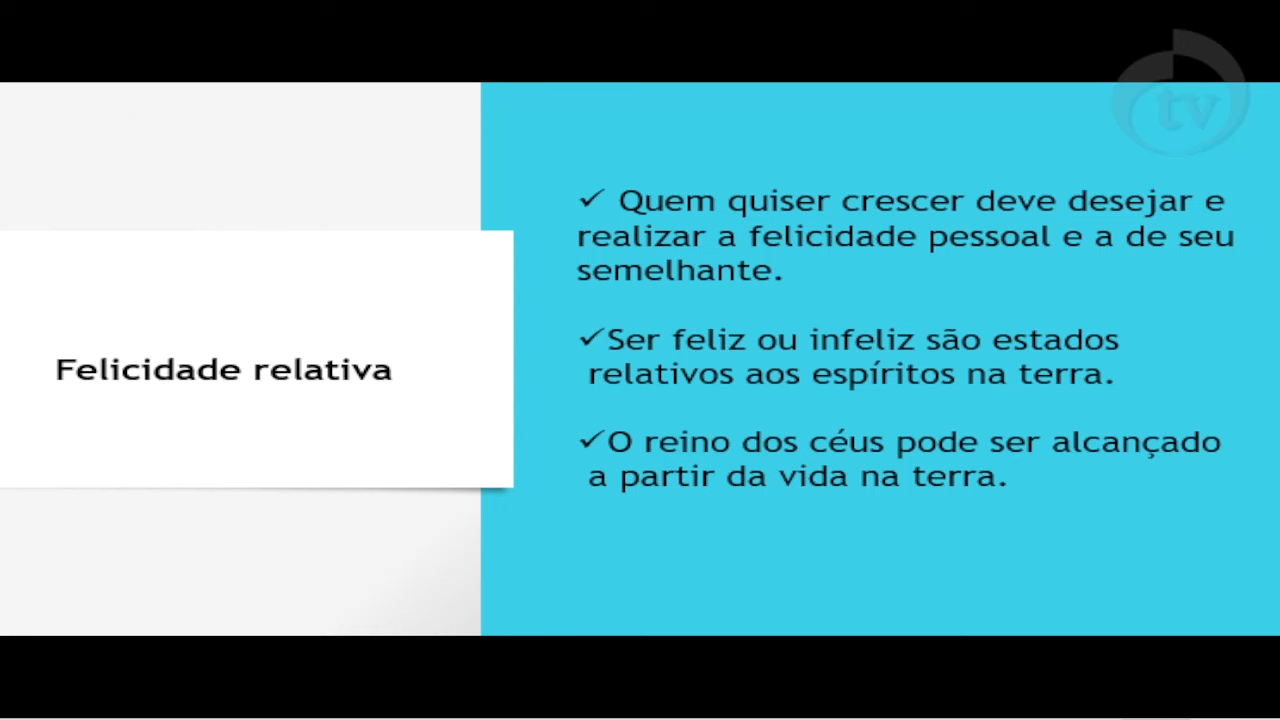 tv
Felicidade relativa
✓ Quem quiser crescer deve desejar e
realizar a felicidade pessoal e a de seu
semelhante.
✓Ser feliz ou infeliz são estados
relativos aos espíritos na terra.
✓O reino dos céus pode ser alcançado
a partir da vida na terra.